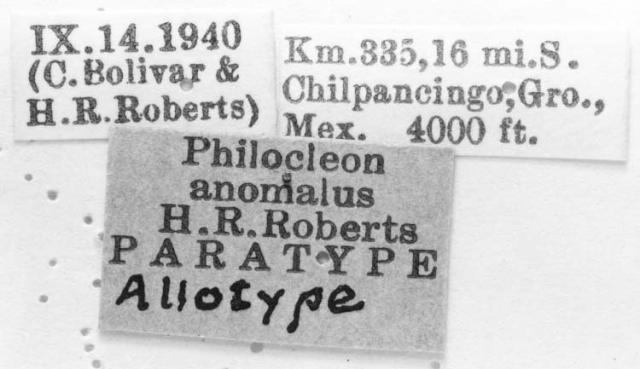 IX.14.1940
(C. Bolivar &
H.R.Roberts)
Km.335,16 mi.S.
Chilpancingo,Gro.,
Mex. 4000 ft.
Philocleon
anomalus
H.R.Roberts
PARATYPE
Allotype